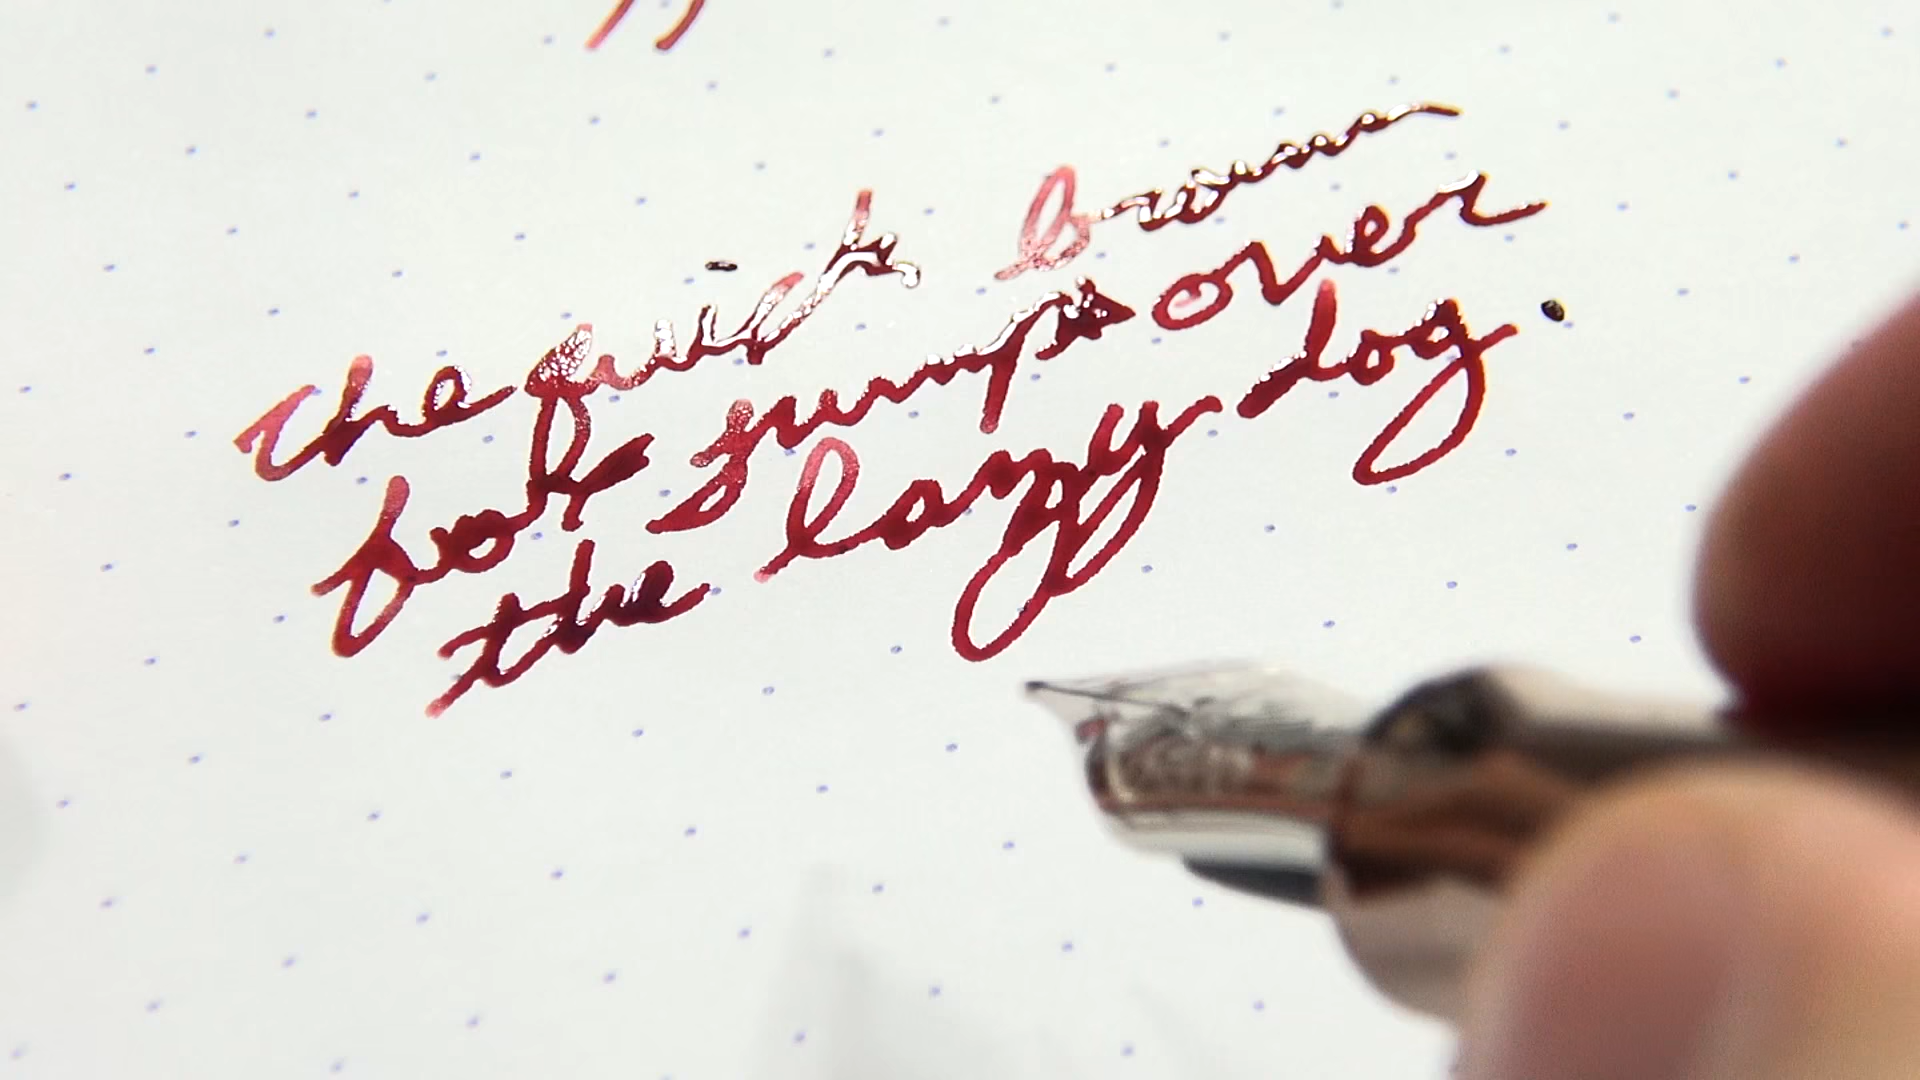 the quick brown
fox jumps over
the lazy dog.